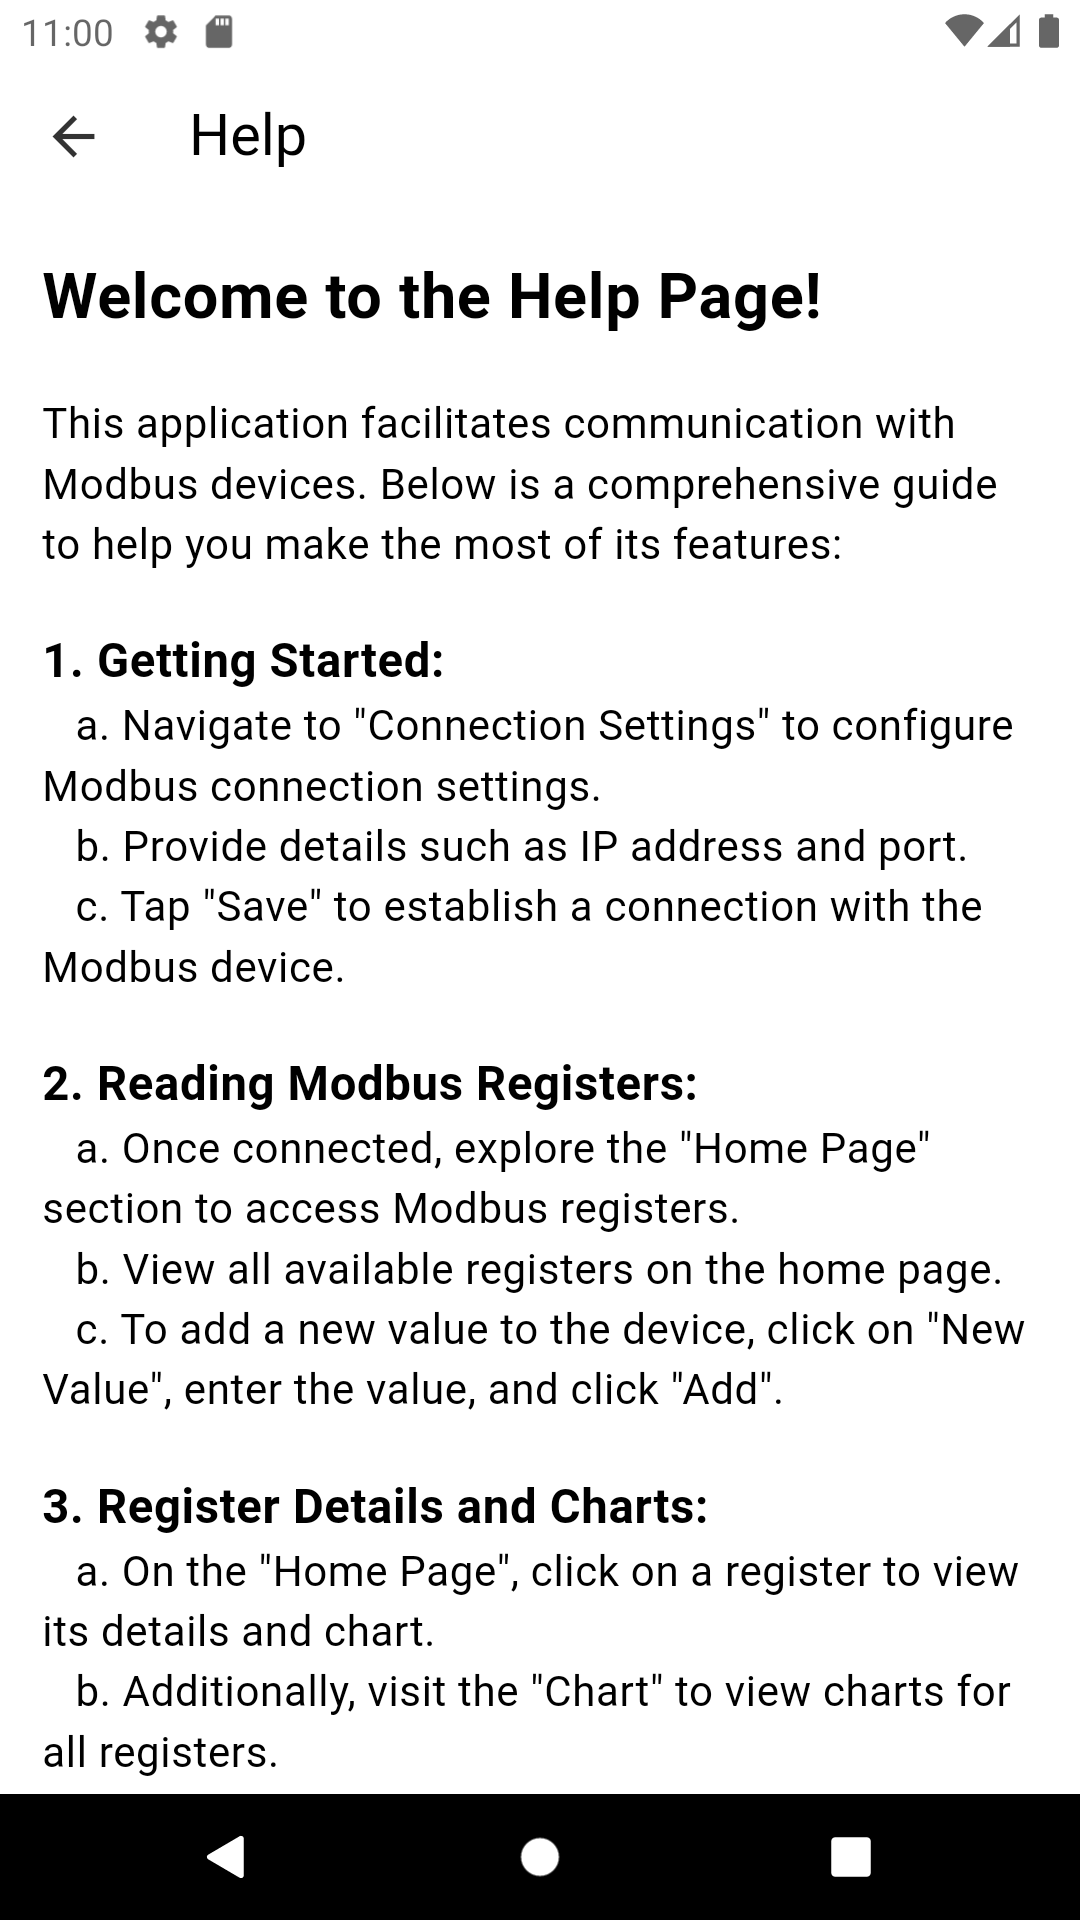 11:00
Help
Welcome to the Help Page!
This application facilitates communication with
Modbus devices. Below is a comprehensive guide
to help you make the most of its features:
1. Getting Started:
a. Navigate to "Connection Settings" to configure
Modbus connection settings.
b. Provide details such as IP address and port.
c. Tap "Save" to establish a connection with the
Modbus device.
2. Reading Modbus Registers:
a. Once connected, explore the "Home Page"
section to access Modbus registers.
b. View all available registers on the home page.
c. To add a new value to the device, click on "New
Value", enter the value, and click "Add".
3. Register Details and Charts:
a. On the "Home Page", click on a register to view
its details and chart.
b. Additionally, visit the "Chart" to view charts for
all registers.